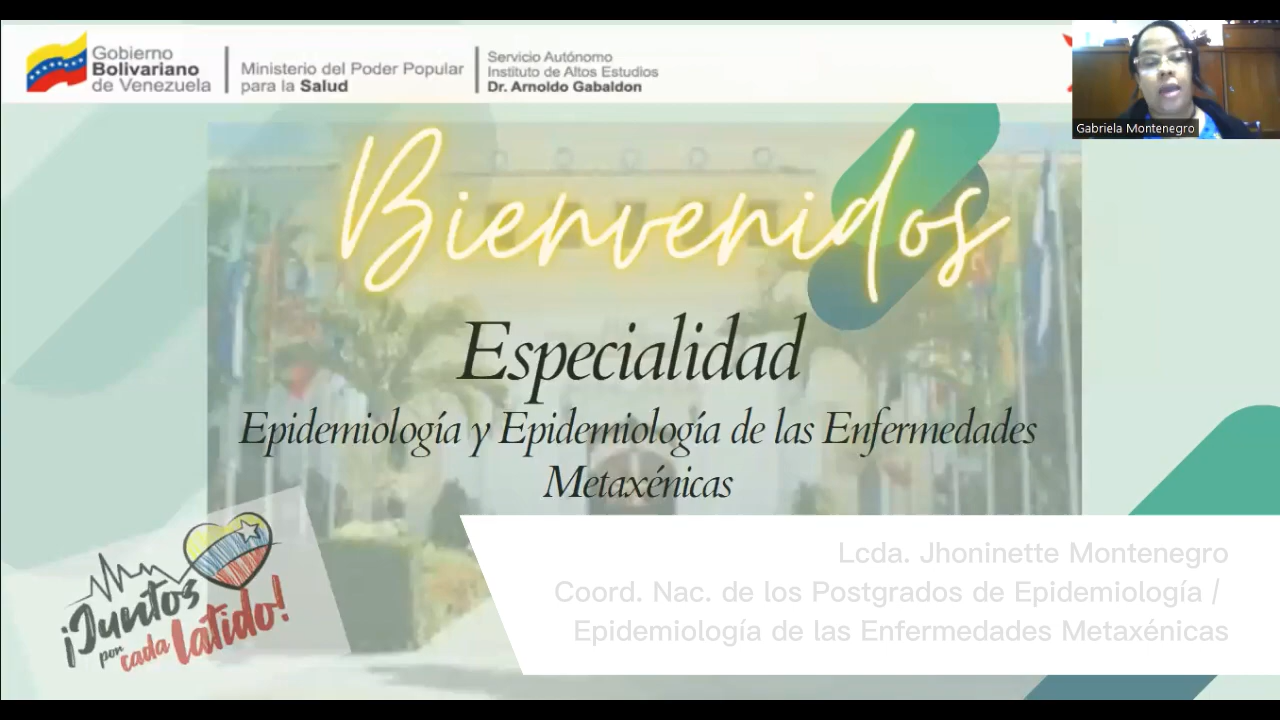 Gobierno
Bolivariano
de Venezuela
Ministerio del Poder Popular
para la Salud
Servicio Autónomo
Instituto de Altos Estudios
Dr. Arnoldo Gabaldon
Gabriela Montenegro
Bienvenidos
Especialidad
Epidemiología y Epidemiología de las Enfermedades
Metaxénicas
¡Juntos
por cada latido!
Lcda. Jhoninette Montenegro
Coord. Nac. de los Postgrados de Epidemiología /
Epidemiología de las Enfermedades Metaxénicas